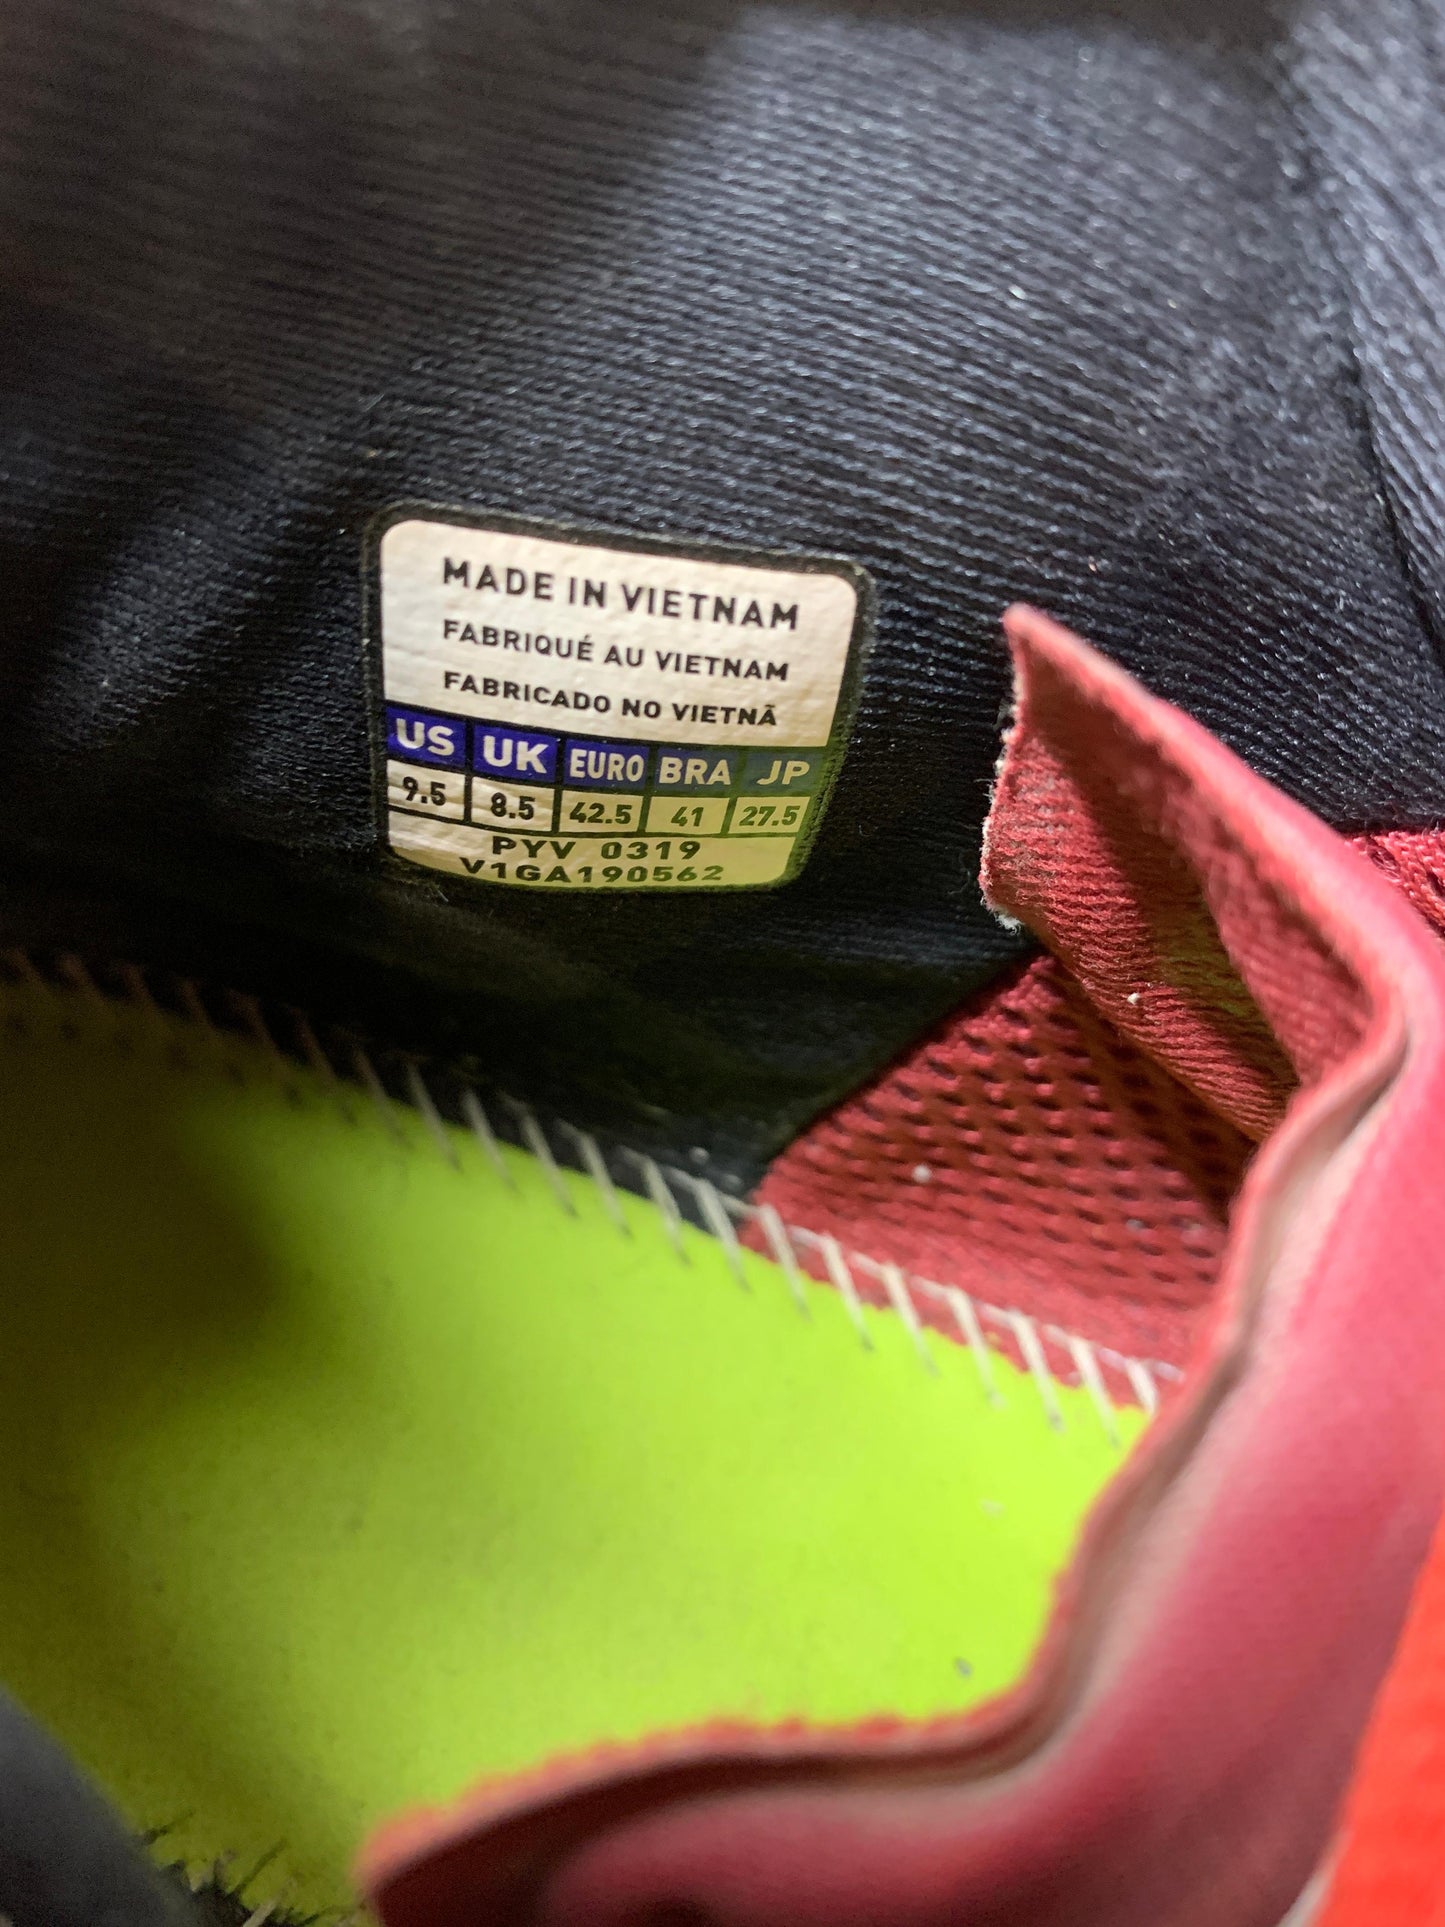 MADE IN VIETNAM
FABRIQUÉ AU VIETNAM
FABRICADO NO VIETNÃ
US UK EURO BRA JP
9.5 8.5 42.5 41 27.5
PYV 0319
V1GA190562